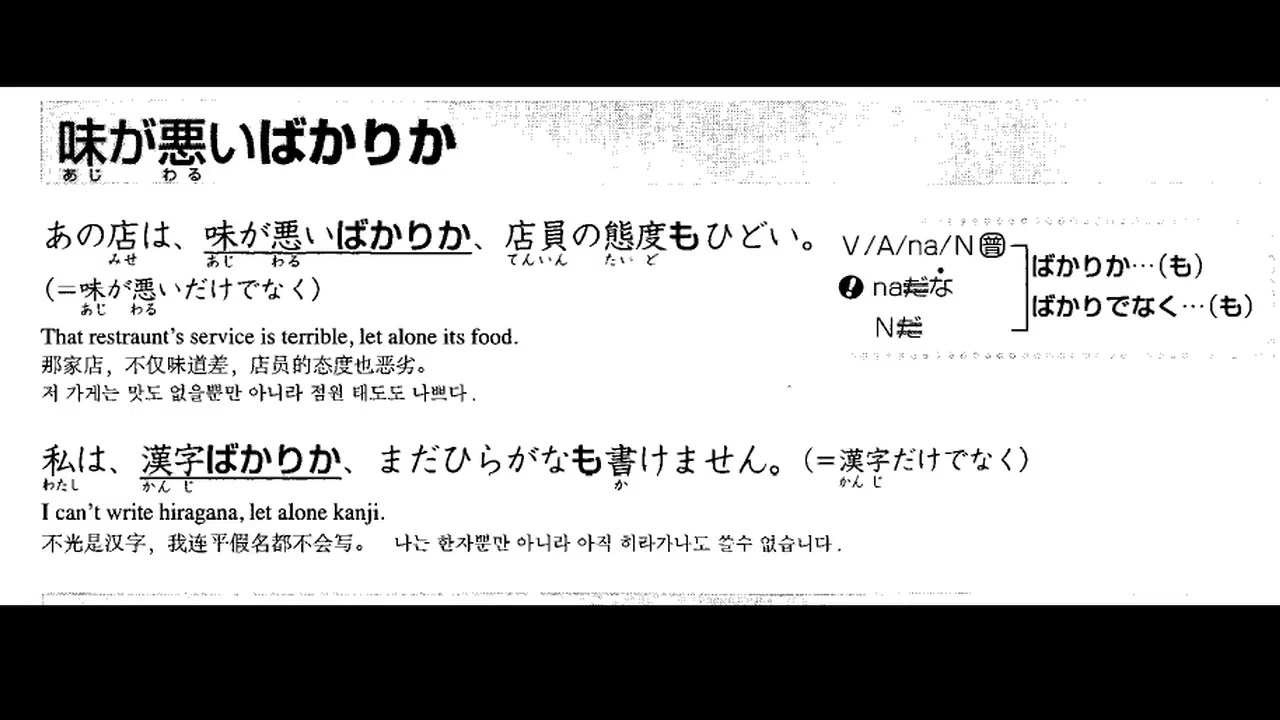 味が悪いばかりか
あじ わる
あの店は、味が悪いばかりか、店員の態度もひどい。
みせ あじ わる てんいん たいど
(=味が悪いだけでなく)
あじ わる
That restraunt's service is terrible, let alone its food.
那家店，不仅味道差，店员的态度也恶劣。
저 가게는 맛도 없을뿐만 아니라 점원 태도도 나쁘다.
V/A/na/N㊪
ばかりか…(も)
! naだな
ばかりでなく…(も)
Nだ
私は、漢字ばかりか、まだひらがなも書けません。(=漢字だけでなく)
わたし かんじ か かんじ
I can't write hiragana, let alone kanji.
不光是汉字，我连平假名都不会写。 나는 한자뿐만 아니라 아직 히라가나도 쓸수 없습니다.